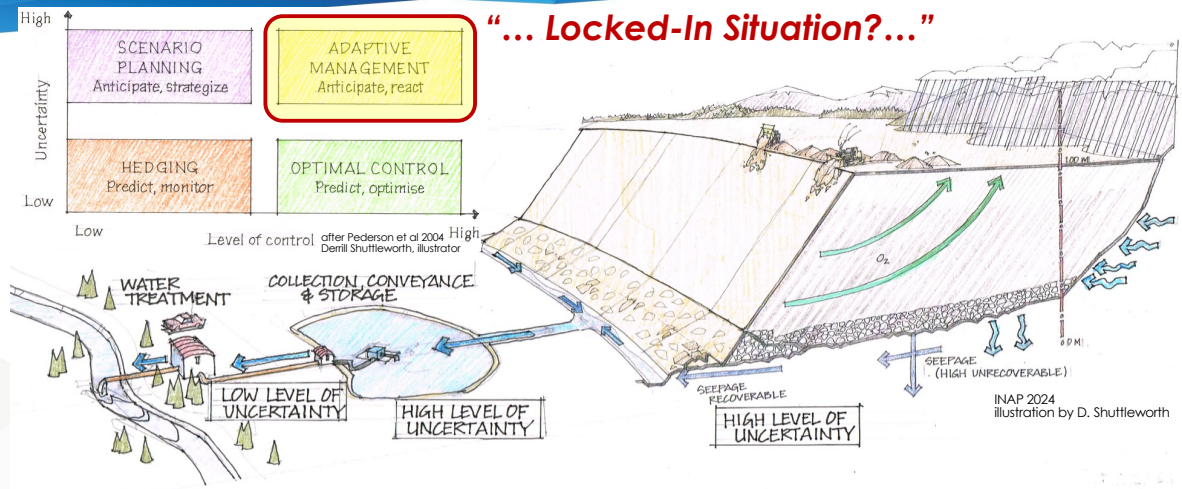 "... Locked-In Situation?..."
High
Uncertainty
Low
SCENARIO
PLANNING
Anticipate, strategize
ADAPTIVE
MANAGEMENT
Anticipate, react
HEDGING
Predict, monitor
OPTIMAL CONTROL
Predict, optimise
Low
Level of control
High
after Pederson et al 2004
Derrill Shuttleworth, illustrator
100 M
O₂
0 M
WATER
TREATMENT
COLLECTION, CONVEYANCE
& STORAGE
LOW LEVEL OF
UNCERTAINTY
HIGH LEVEL OF
UNCERTAINTY
SEEPAGE
RECOVERABLE
HIGH LEVEL OF
UNCERTAINTY
SEEPAGE
(HIGH UNRECOVERABLE)
INAP 2024
illustration by D. Shuttleworth